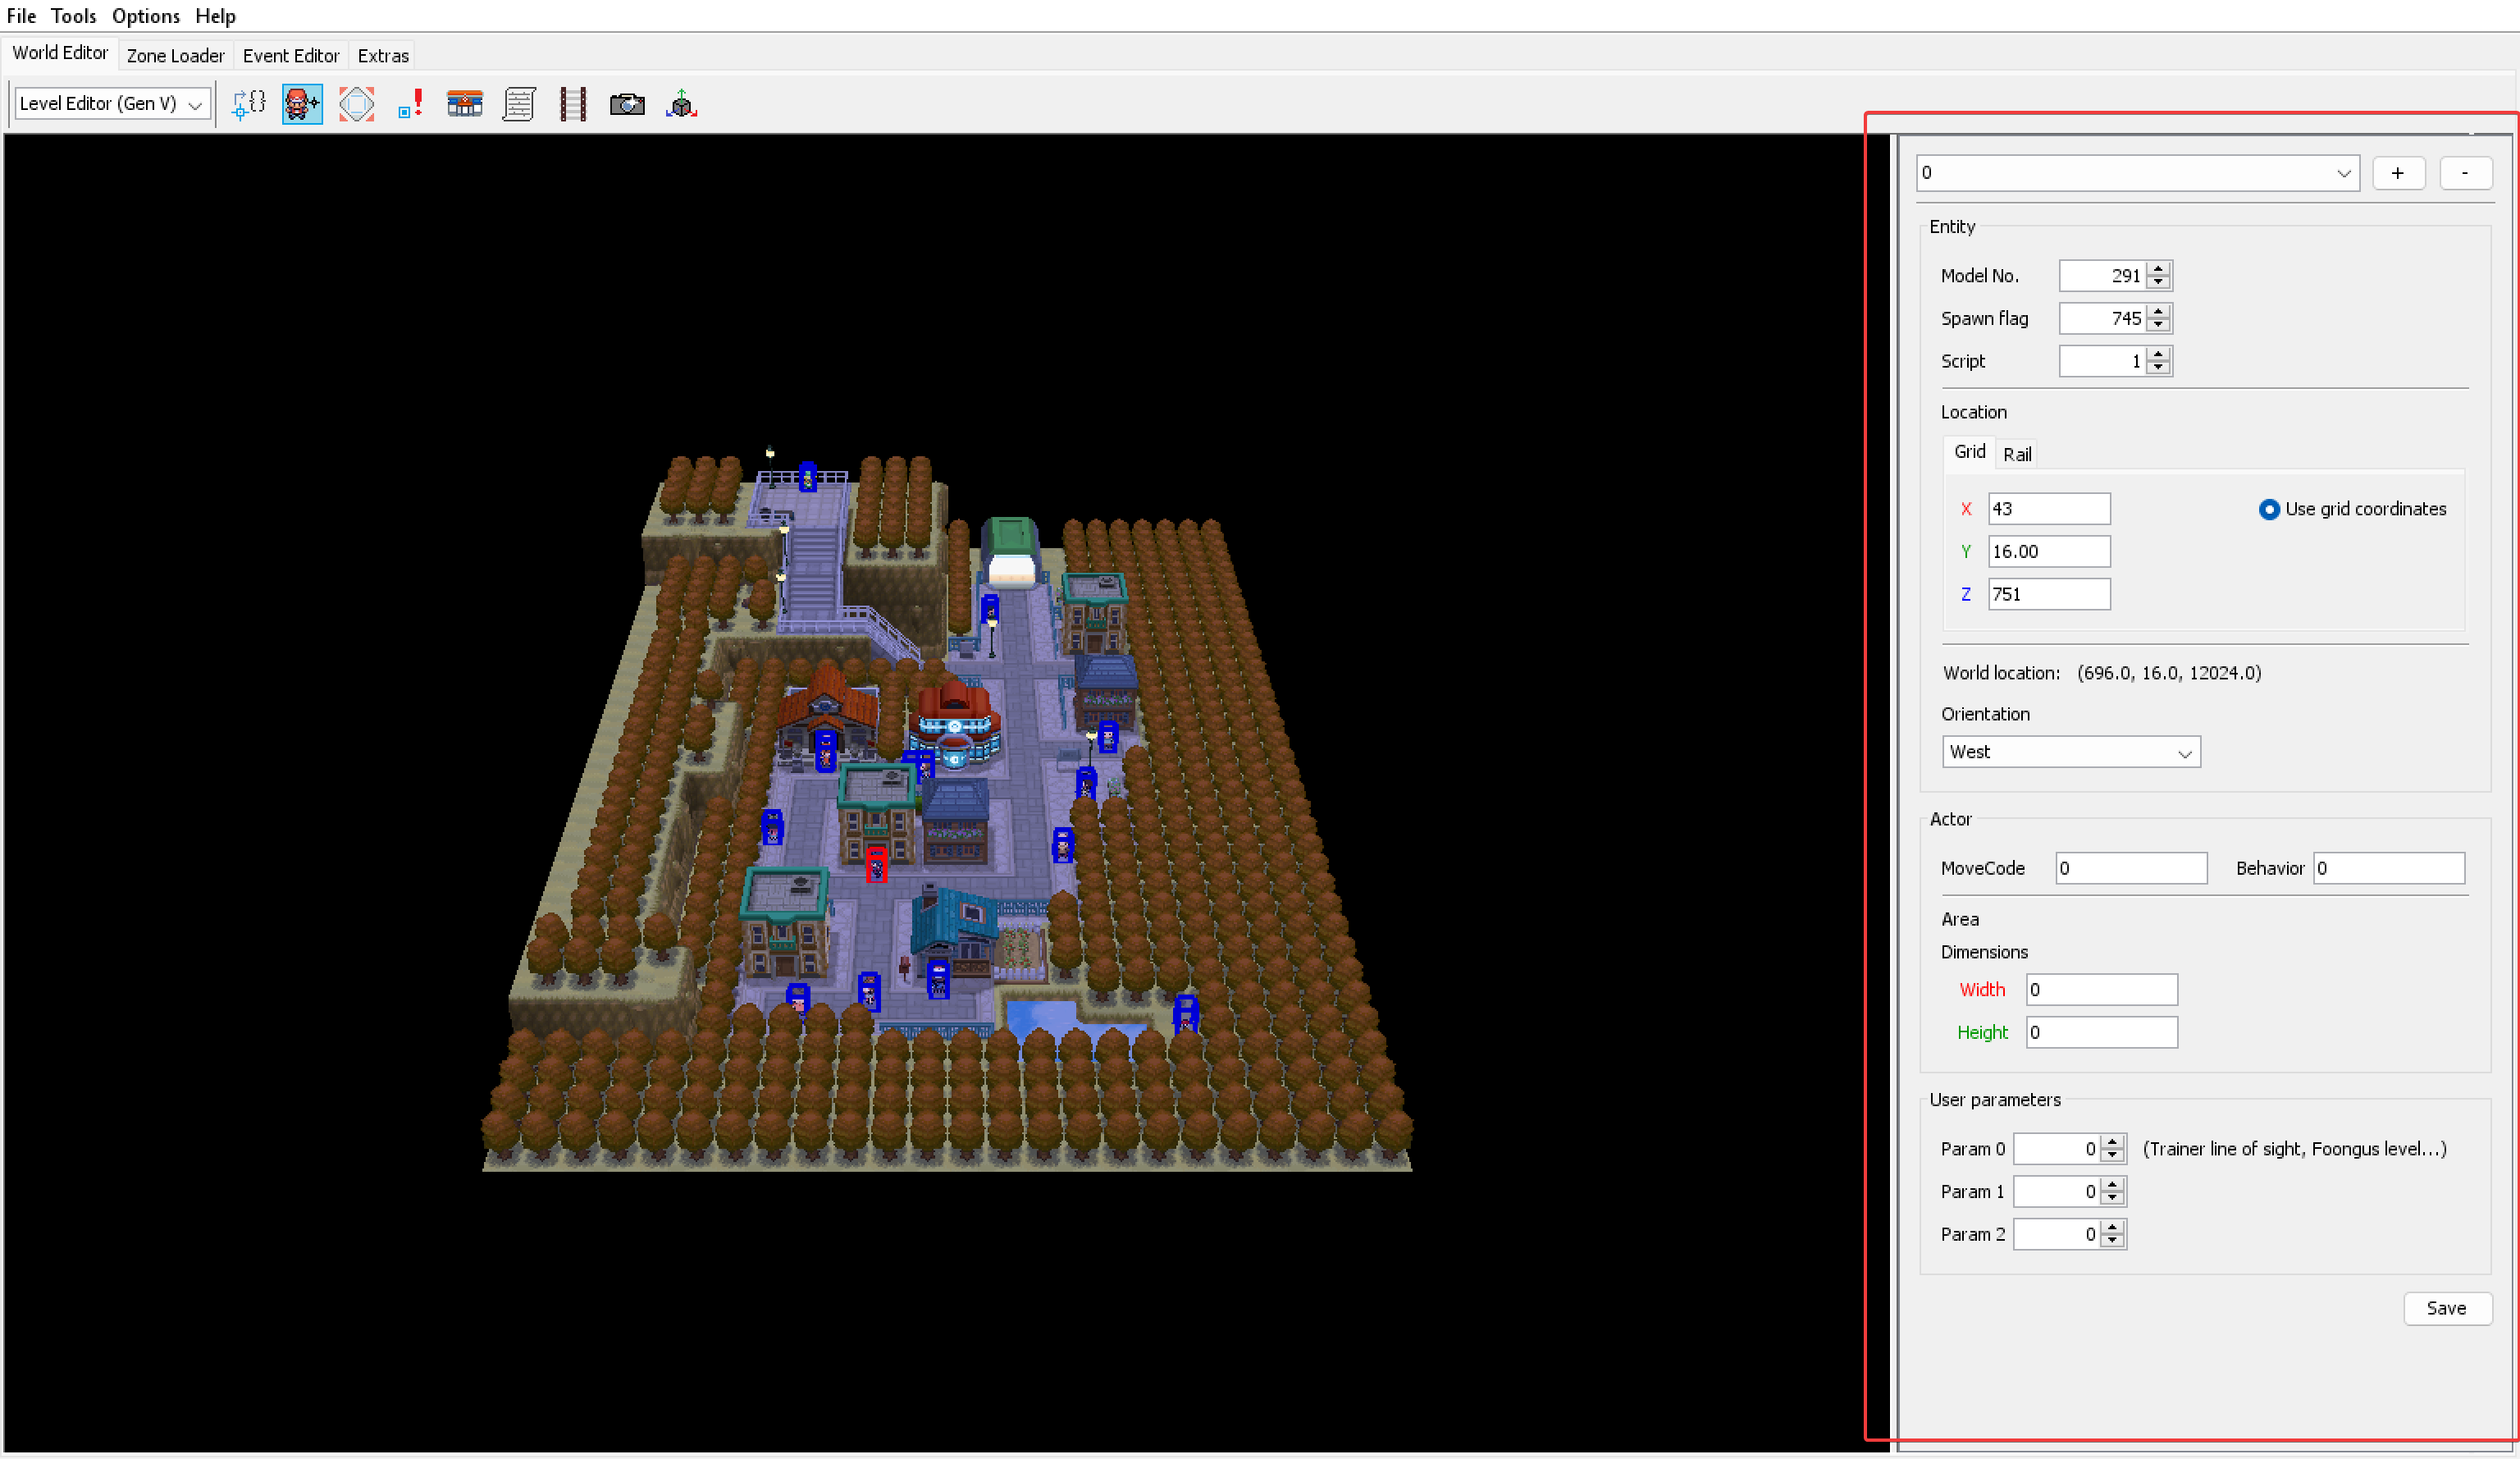 File Tools Options Help
World Editor Zone Loader Event Editor Extras
Level Editor (Gen V)
0 + -
Entity
Model No. 291
Spawn flag 745
Script 1
Location
Grid Rail
X 43 Use grid coordinates
Y 16.00
Z 751
World location: (696.0, 16.0, 12024.0)
Orientation
West
Actor
MoveCode 0 Behavior 0
Area
Dimensions
Width 0
Height 0
User parameters
Param 0 0 (Trainer line of sight, Foongus level...)
Param 1 0
Param 2 0
Save